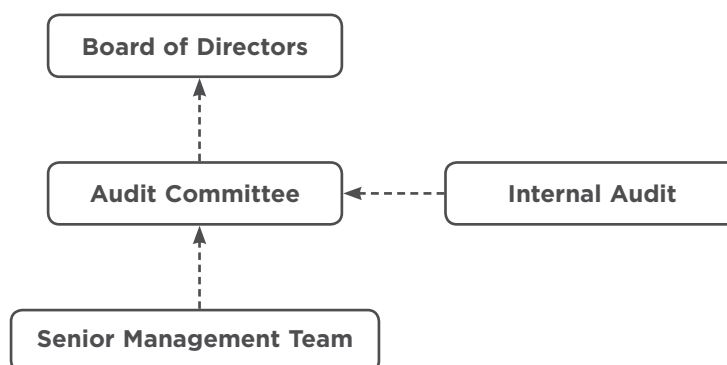 Board of Directors
Audit Committee
Internal Audit
Senior Management Team